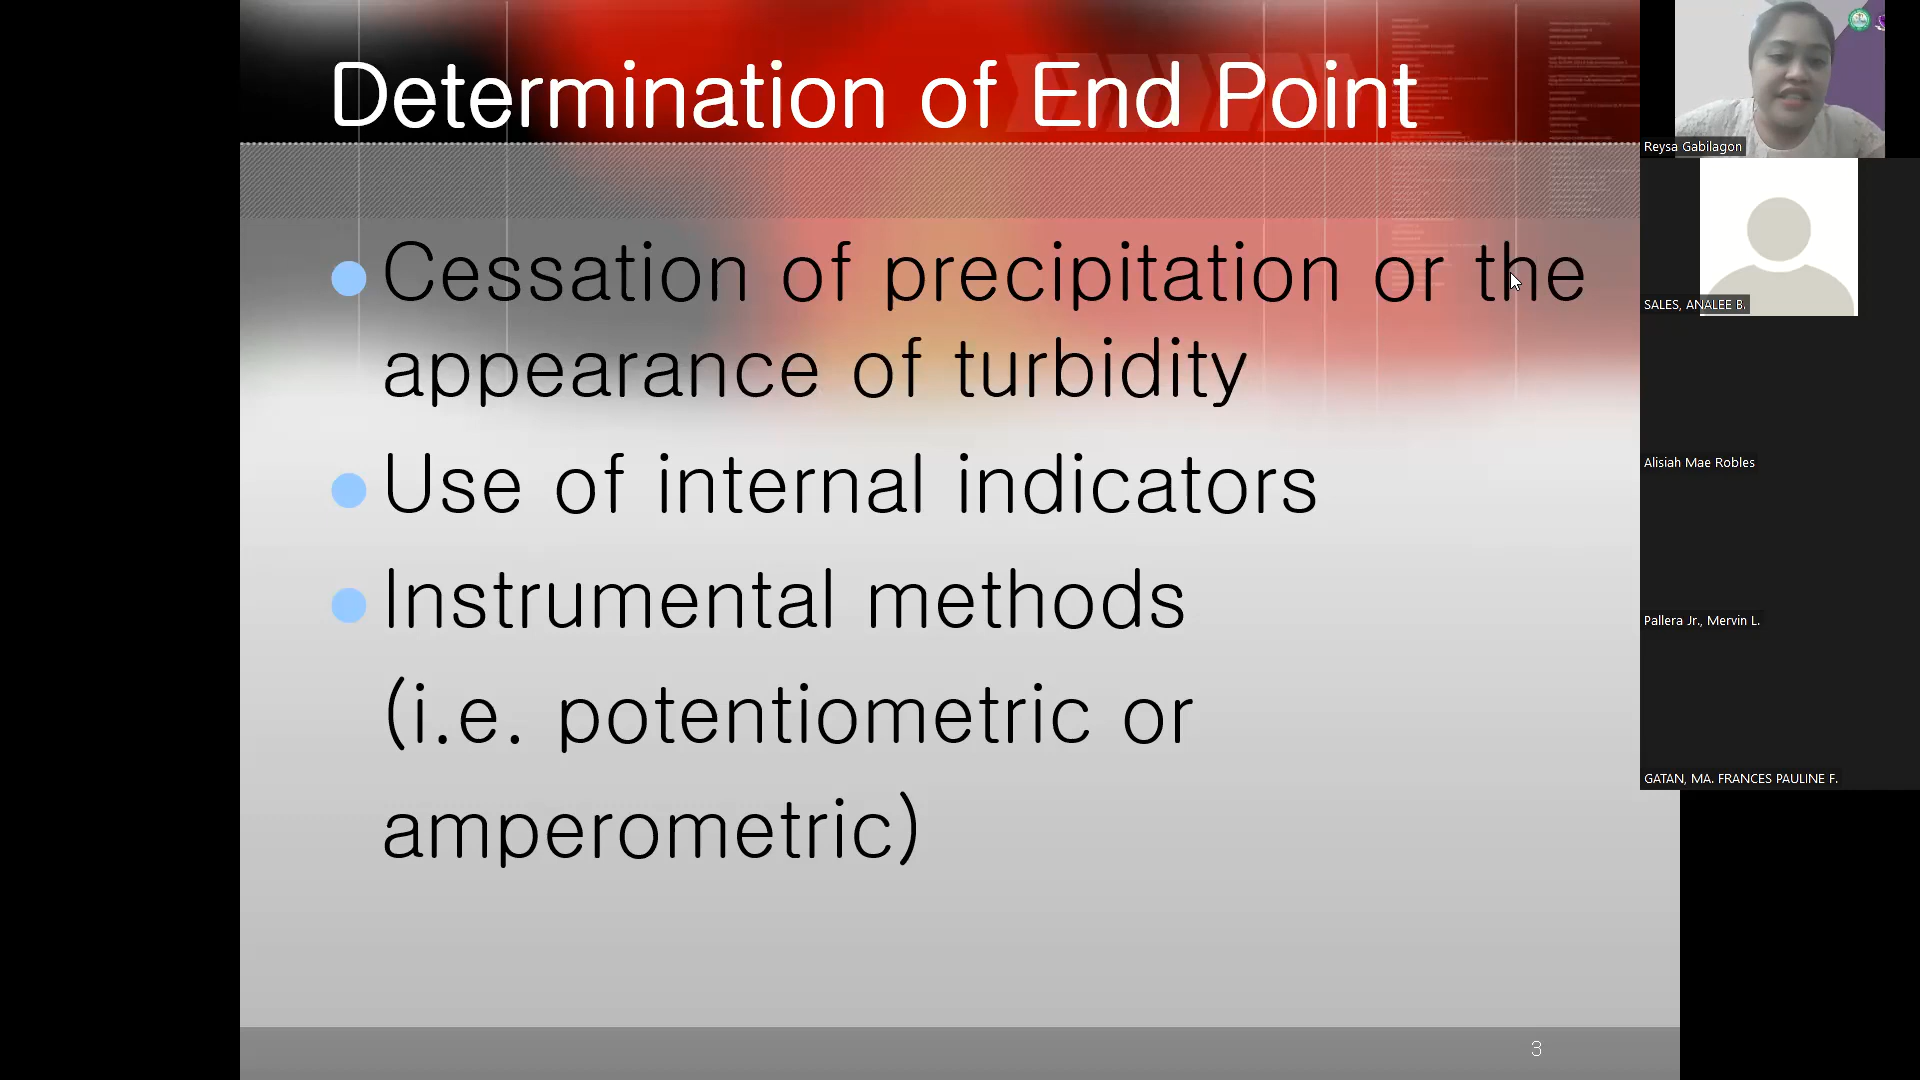 Determination of End Point
Cessation of precipitation or the
appearance of turbidity
Use of internal indicators
Instrumental methods
(i.e. potentiometric or
amperometric)
3
Reysa Gabilagon
SALES, ANALEE B.
Alisiah Mae Robles
Pallera Jr., Mervin L.
GATAN, MA. FRANCES PAULINE F.